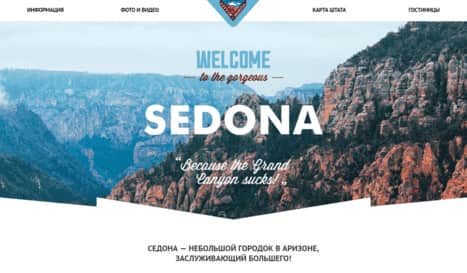 ИНФОРМАЦИЯ
ФОТО И ВИДЕО
КАРТА ШТАТА
ГОСТИНИЦЫ
WELCOME
to the gorgeous
SEDONA
“Because the Grand
Canyon sucks!„
СЕДОНА — НЕБОЛЬШОЙ ГОРОДОК В АРИЗОНЕ,
ЗАСЛУЖИВАЮЩИЙ БОЛЬШЕГО!